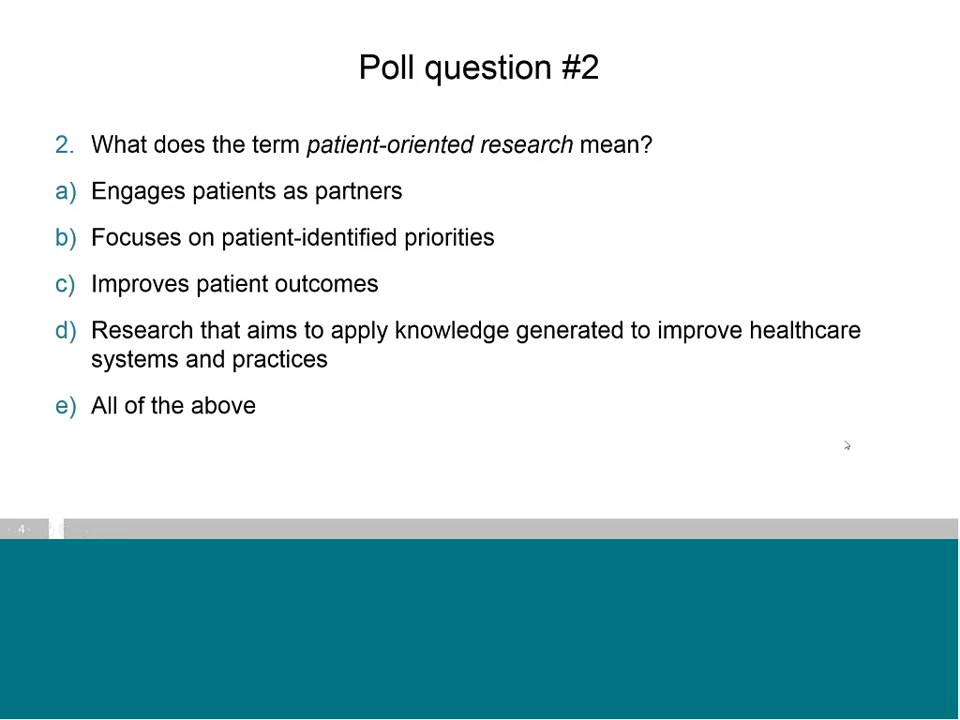 Poll question #2
2. What does the term patient-oriented research mean?
a) Engages patients as partners
b) Focuses on patient-identified priorities
c) Improves patient outcomes
d) Research that aims to apply knowledge generated to improve healthcare
systems and practices
e) All of the above
4